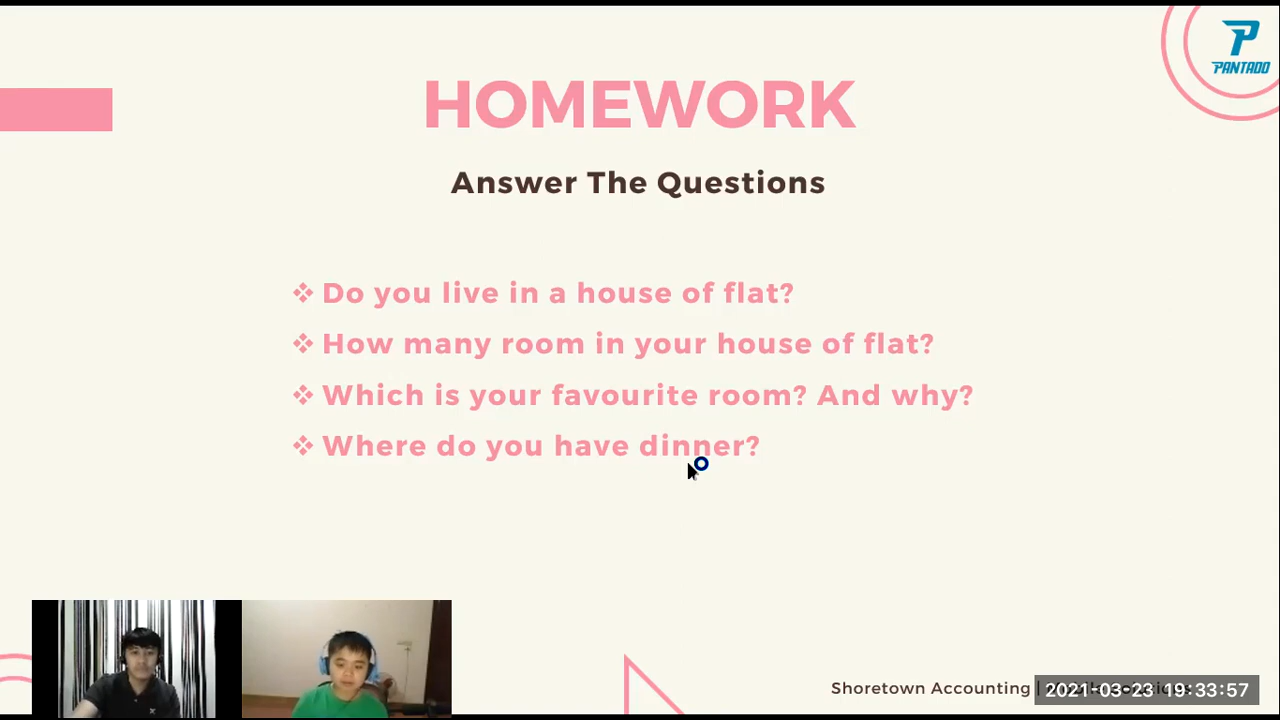 PANTADO
HOMEWORK
Answer The Questions
❖ Do you live in a house of flat?
❖ How many room in your house of flat?
❖ Which is your favourite room? And why?
❖ Where do you have dinner?
Shoretown Accounting |
2021-03-23 19:33:57